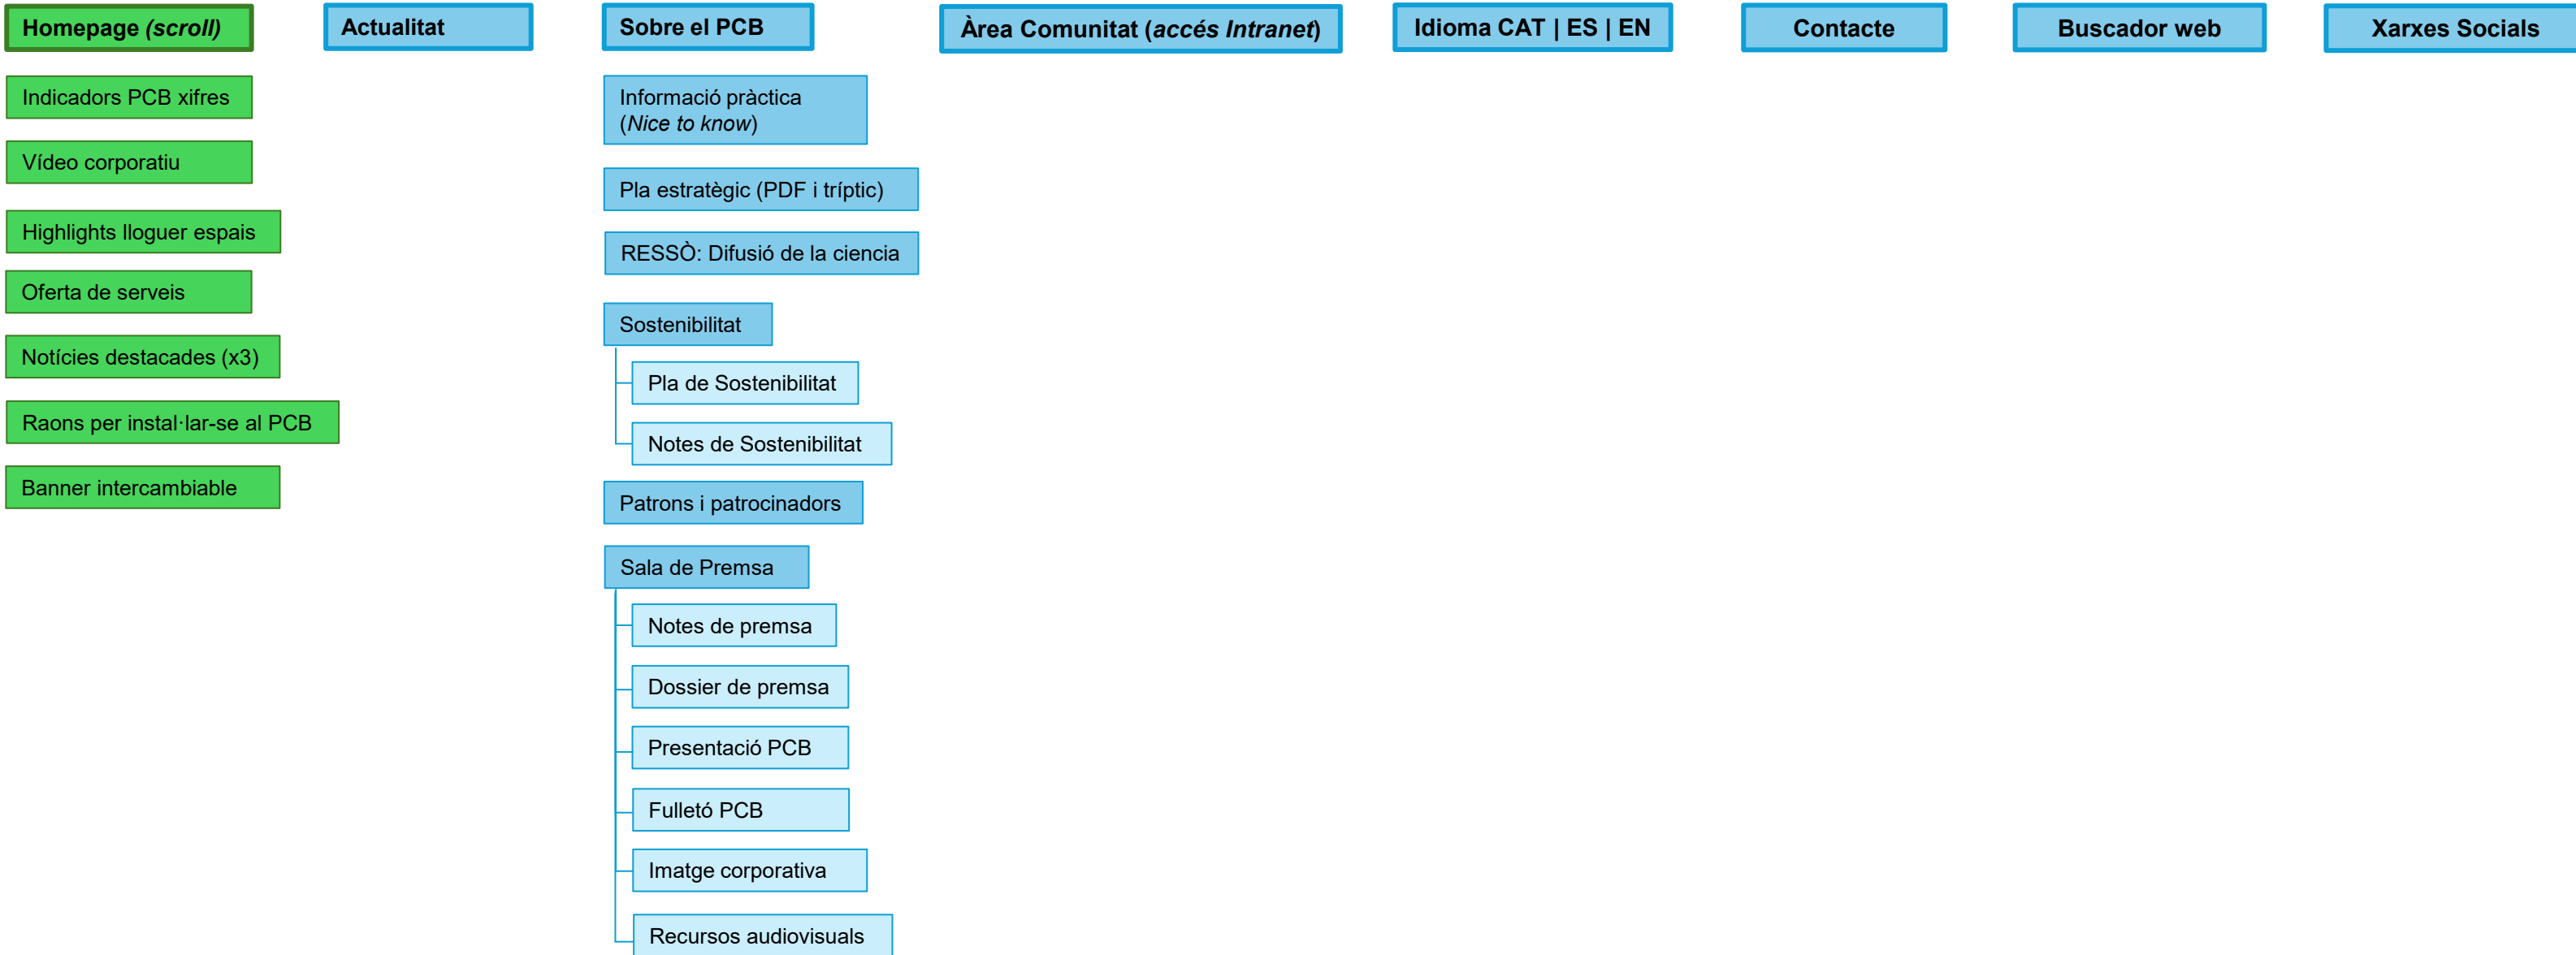 Homepage (scroll)
Actualitat
Sobre el PCB
Àrea Comunitat (accés Intranet)
Idioma CAT | ES | EN
Contacte
Buscador web
Xarxes Socials
Indicadors PCB xifres
Vídeo corporatiu
Highlights lloguer espais
Oferta de serveis
Notícies destacades (x3)
Raons per instal·lar-se al PCB
Banner intercambiable
Informació pràctica
(Nice to know)
Pla estratègic (PDF i tríptic)
RESSÒ: Difusió de la ciencia
Sostenibilitat
Pla de Sostenibilitat
Notes de Sostenibilitat
Patrons i patrocinadors
Sala de Premsa
Notes de premsa
Dossier de premsa
Presentació PCB
Fulletó PCB
Imatge corporativa
Recursos audiovisuals